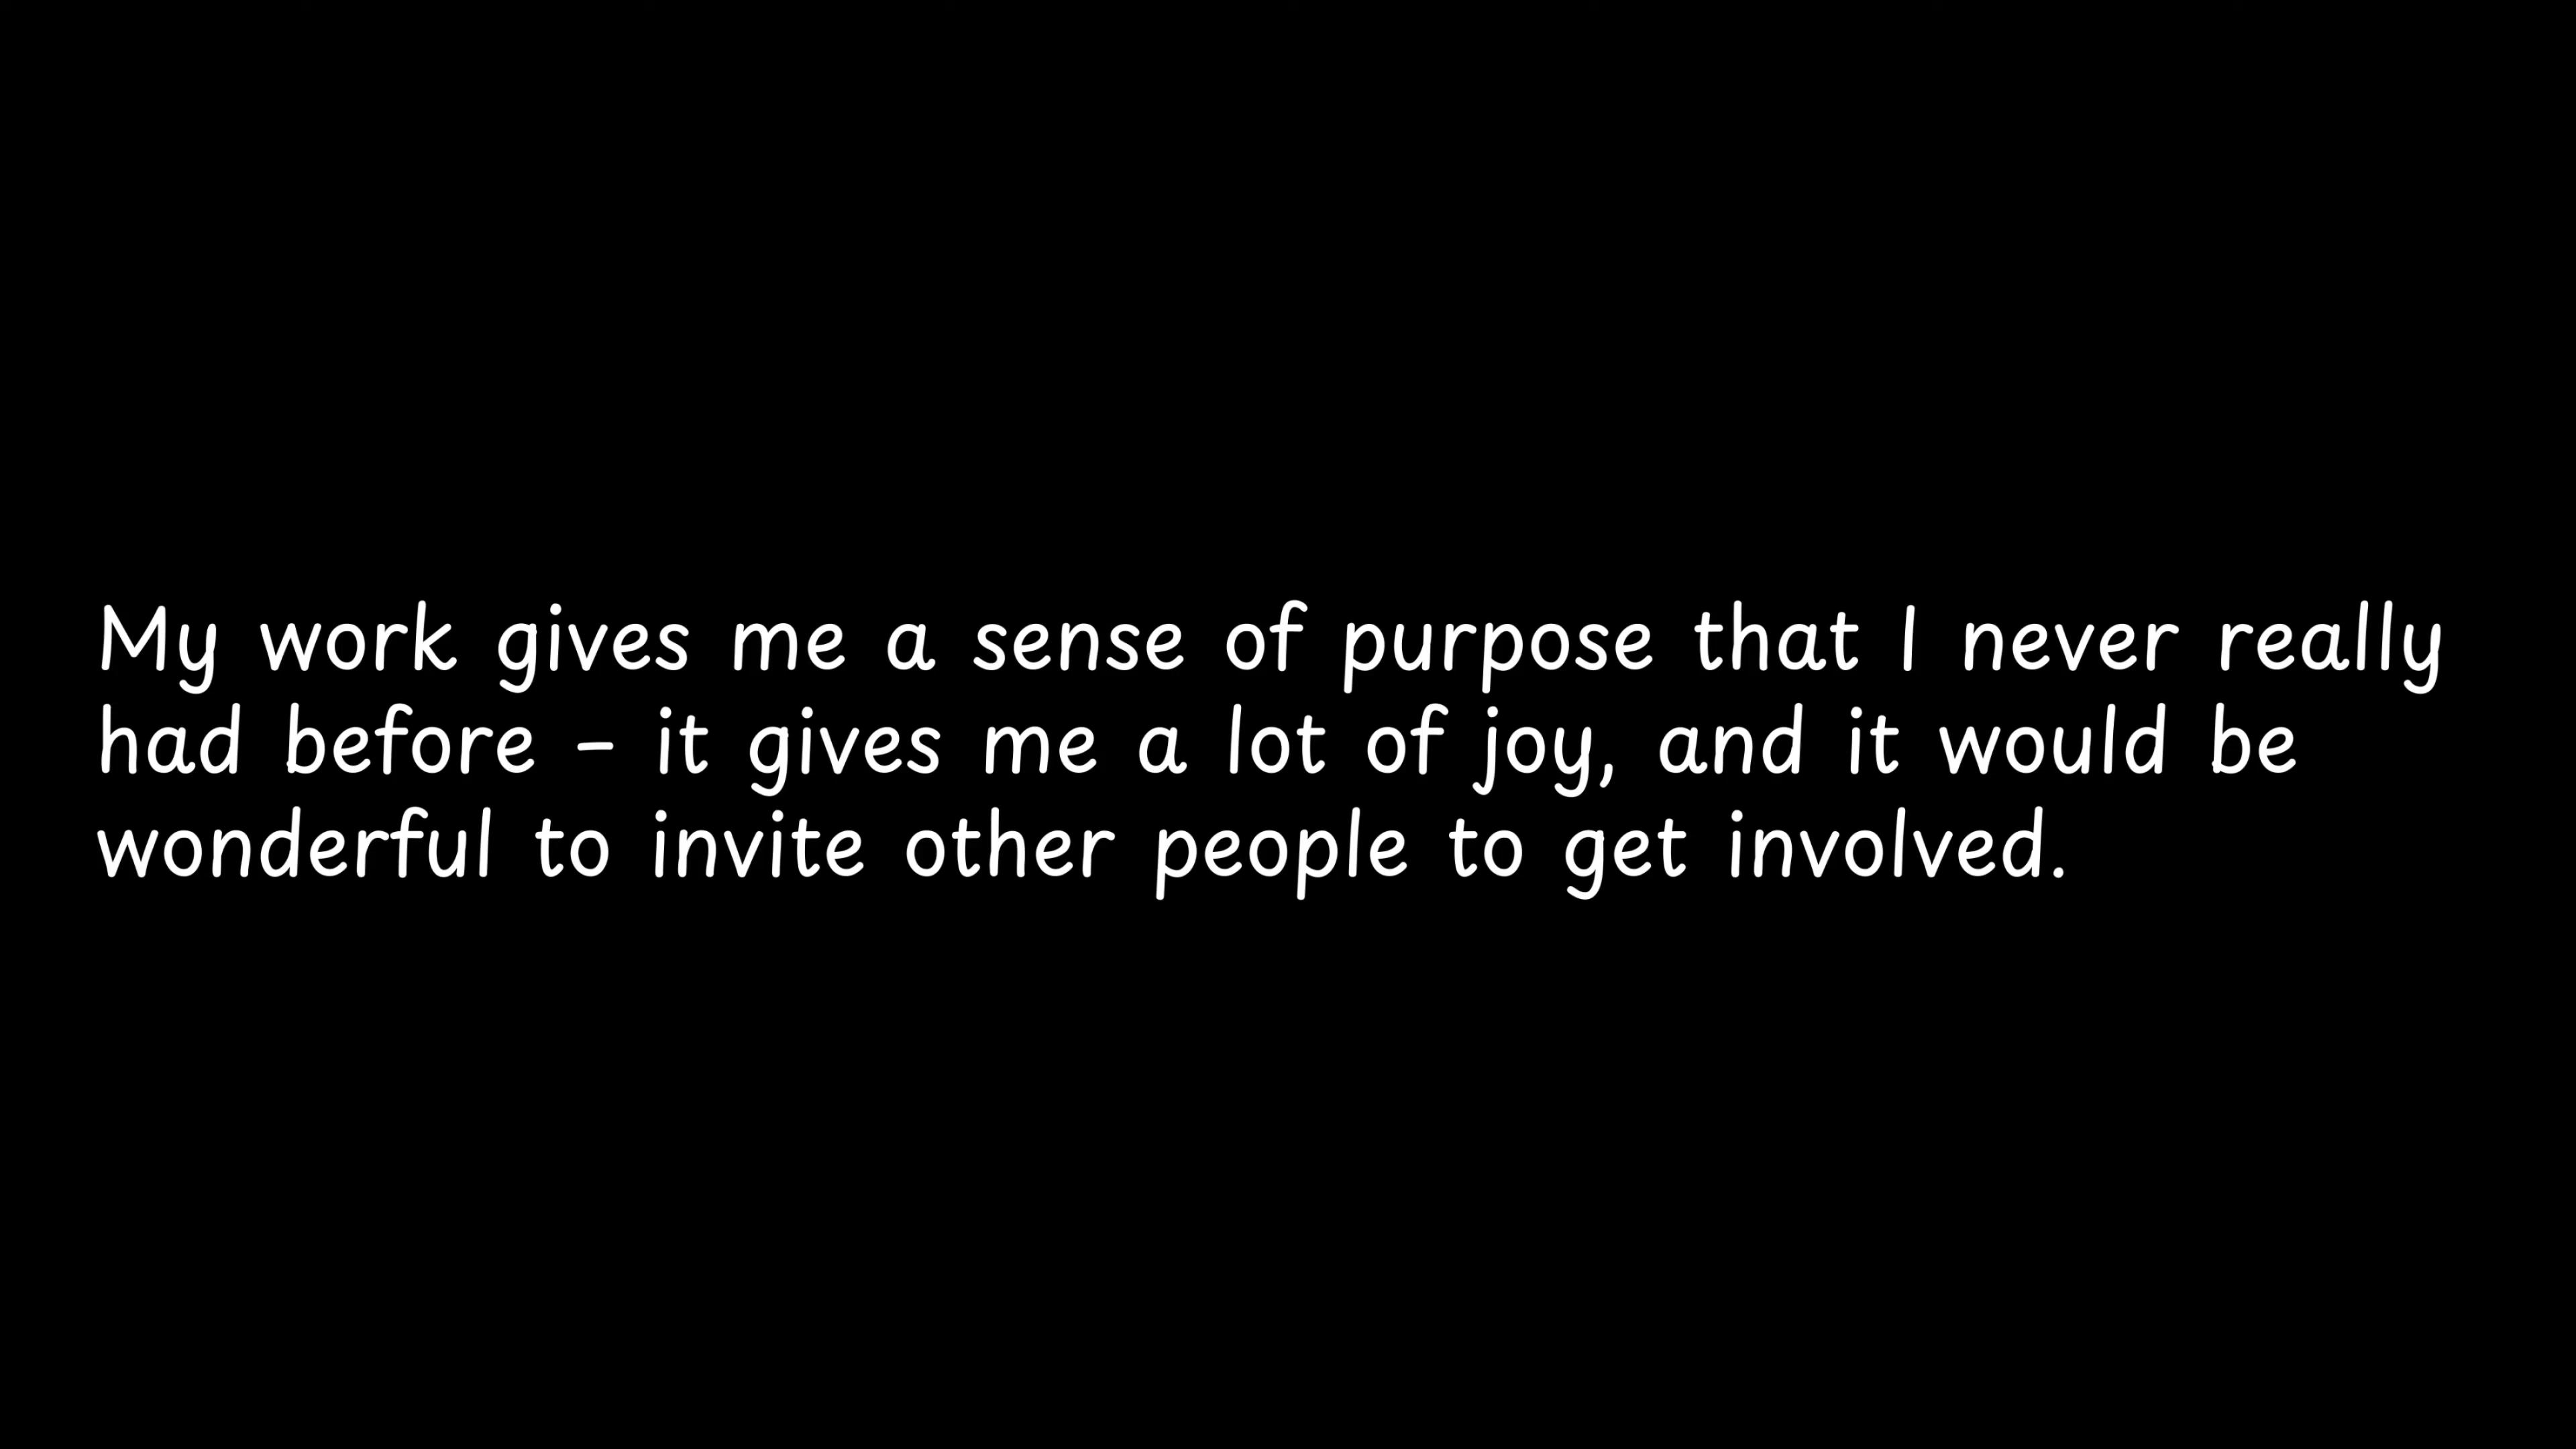 My work gives me a sense of purpose that I never really
had before - it gives me a lot of joy, and it would be
wonderful to invite other people to get involved.